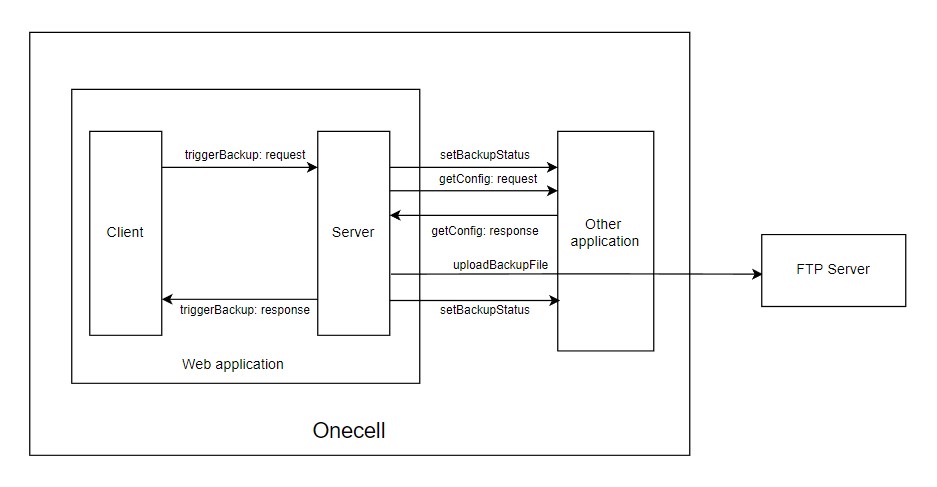 triggerBackup: request
setBackupStatus
getConfig: request
Client
Server
getConfig: response
Other
application
uploadBackupFile
FTP Server
triggerBackup: response
setBackupStatus
Web application
Onecell